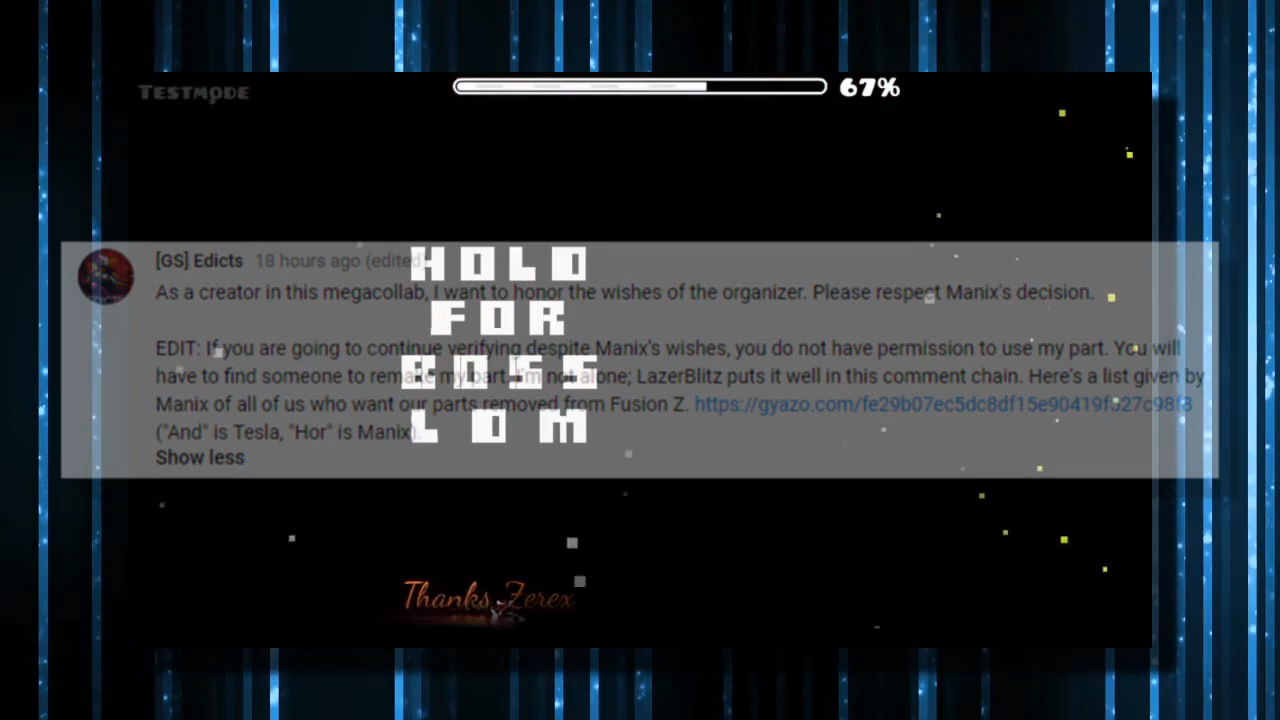 TESTMODE
67%
[GS] Edicts 18 hours ago (edited)
As a creator in this megacollab, I want to honor the wishes of the organizer. Please respect Manix's decision.
EDIT: If you are going to continue verifying despite Manix's wishes, you do not have permission to use my part. You will
have to find someone to remake my part. I'm not alone; LazerBlitz puts it well in this comment chain. Here's a list given by
Manix of all of us who want our parts removed from Fusion Z. https://gyazo.com/fe29b07ec5dc8df15e90419f527c98f8
("And" is Tesla, "Hor" is Manix).
Show less
HOLD
FOR
BOSS
LOM
Thanks Zerex